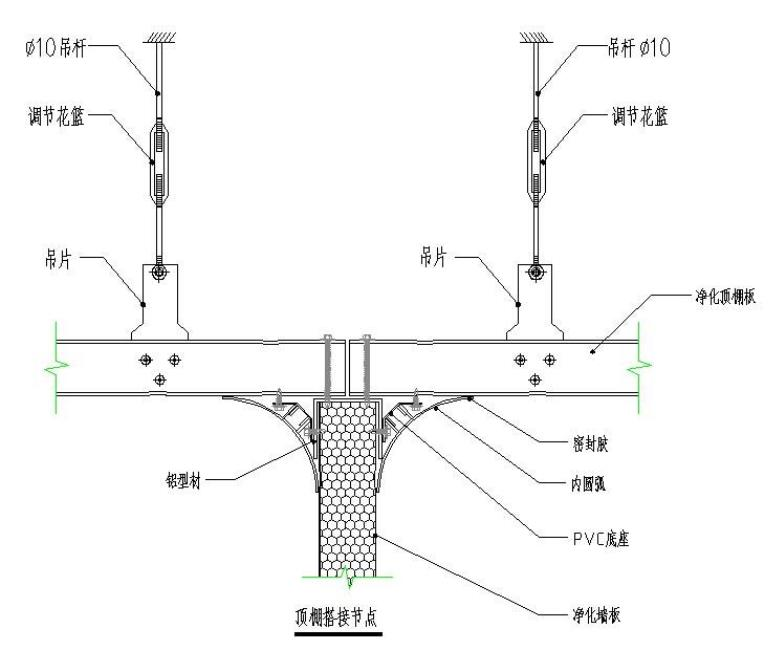 ø10吊杆
吊杆ø10
调节花篮
调节花篮
吊片
吊片
净化顶棚板
密封胶
铝型材
内圆弧
PVC底座
净化墙板
顶棚搭接节点